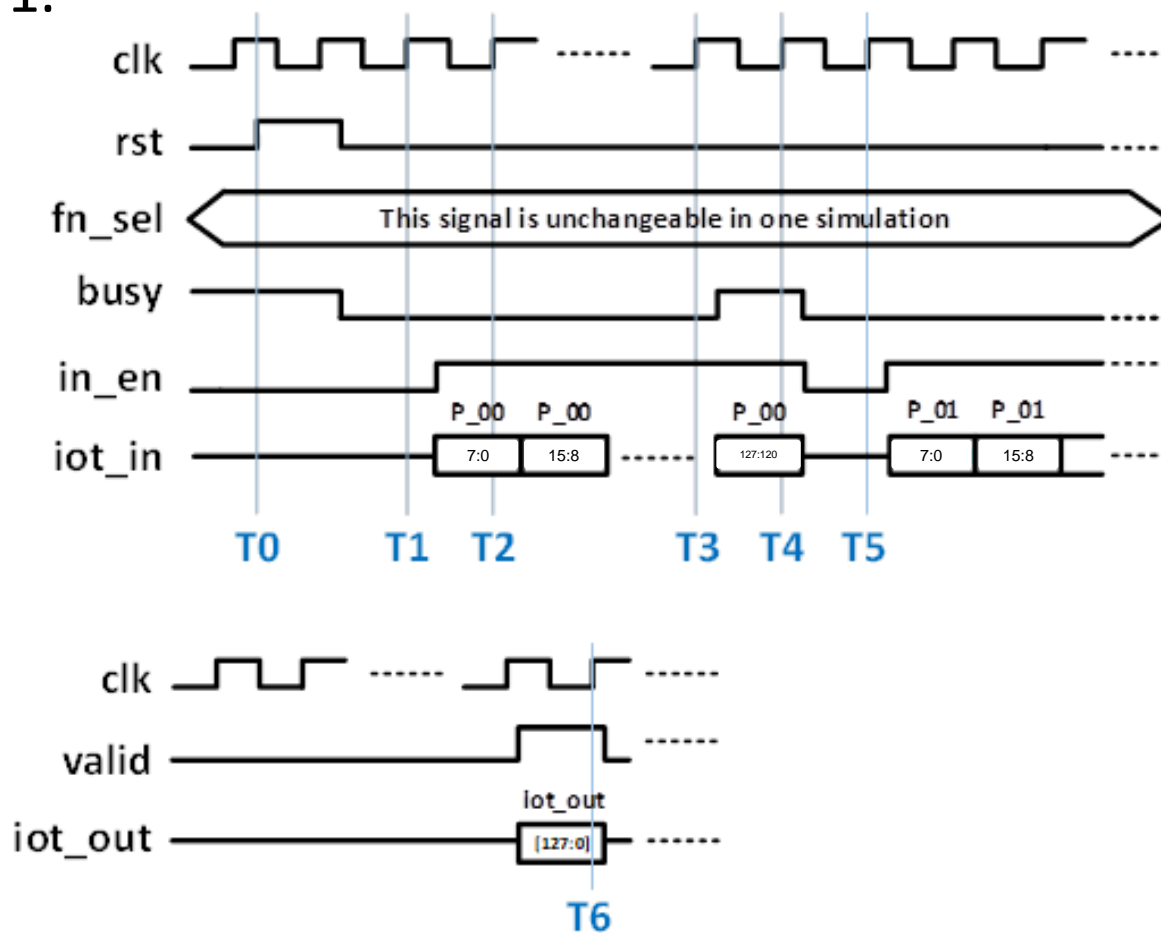 1.
clk
rst
fn_sel This signal is unchangeable in one simulation
busy
in_en
P_00 P_00 P_00 P_01 P_01
iot_in 7:0 15:8 127:120 7:0 15:8
T0 T1 T2 T3 T4 T5
clk
valid
iot_out
iot_out [127:0]
T6